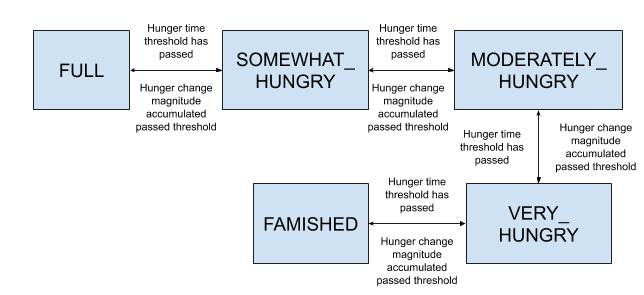 Hunger time
threshold has
passed
Hunger time
threshold has
passed
FULL
SOMEWHAT_
HUNGRY
MODERATELY_
HUNGRY
Hunger change
magnitude
accumulated
passed threshold
Hunger change
magnitude
accumulated
passed threshold
Hunger time
threshold has
passed
Hunger change
magnitude
accumulated
passed threshold
Hunger time
threshold has
passed
FAMISHED
VERY_
HUNGRY
Hunger change
magnitude
accumulated
passed threshold